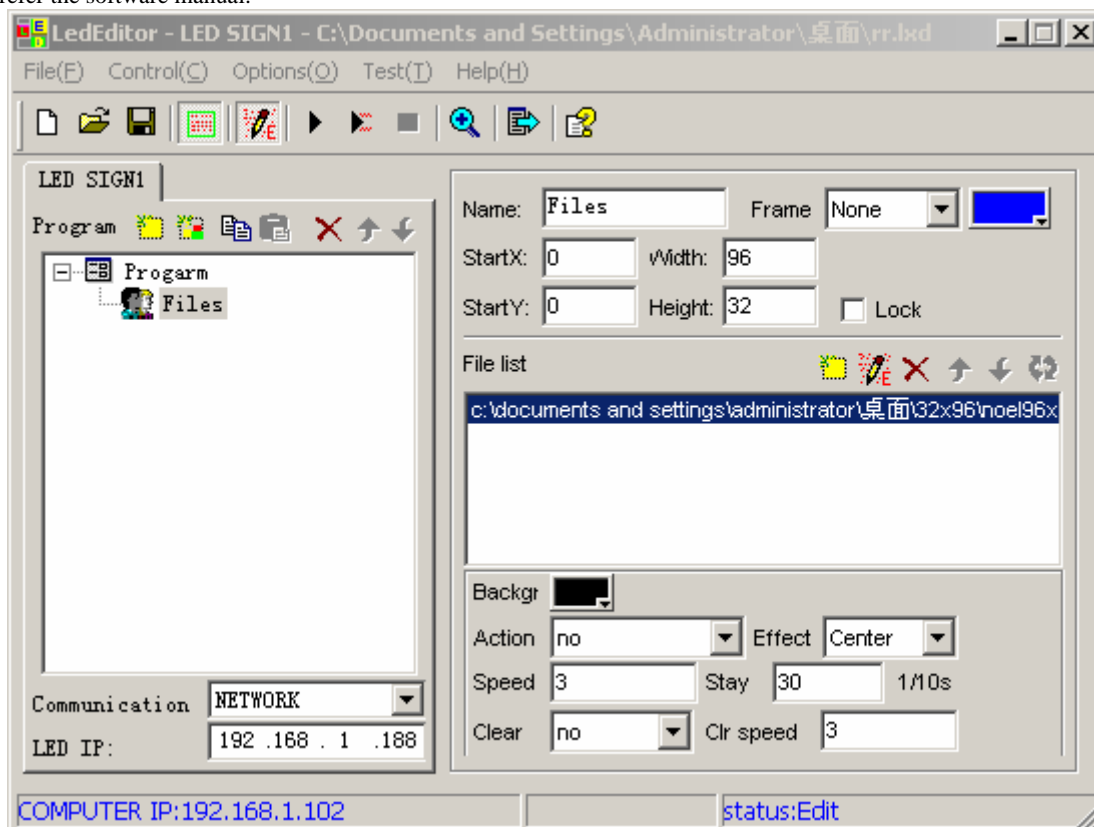 refer the software manual.
LedEditor - LED SIGN1 - C:\Documents and Settings\Administrator\桌面\rr.lxd
File(F) Control(C) Options(O) Test(T) Help(H)
LED SIGN1
Program
Progarm
Files
Communication NETWORK
LED IP: 192 .168 . 1 .188
Name: Files Frame None
StartX: 0 Width: 96
StartY: 0 Height: 32 Lock
File list
c:\documents and settings\administrator\桌面\32x96\noel96x
Backgr
Action no Effect Center
Speed 3 Stay 30 1/10s
Clear no Clr speed 3
COMPUTER IP:192.168.1.102 status:Edit